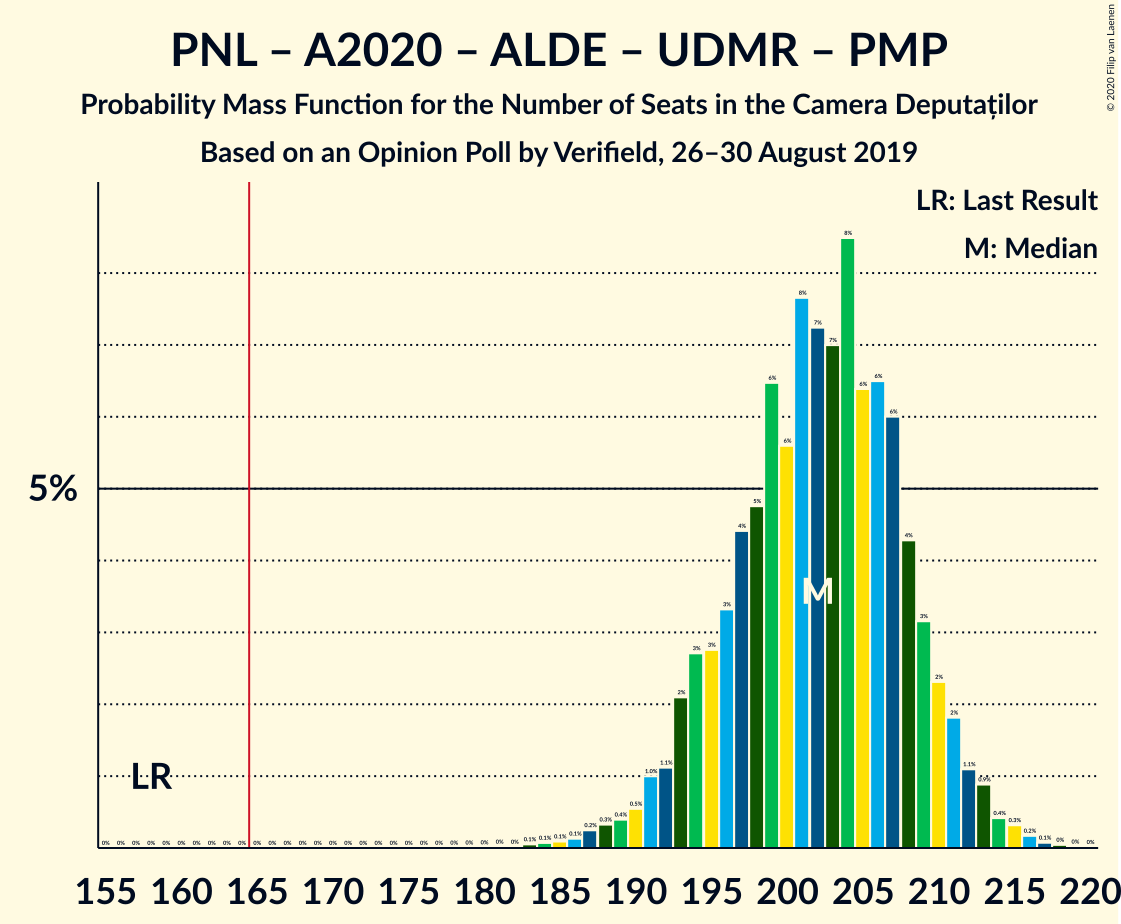 PNL – A2020 – ALDE – UDMR – PMP
Probability Mass Function for the Number of Seats in the Camera Deputaților
Based on an Opinion Poll by Verifield, 26–30 August 2019
© 2020 Filip van Laenen
LR: Last Result
M: Median
5%
LR
M
0% 0% 0% 0% 0% 0% 0% 0% 0% 0% 0% 0% 0% 0% 0% 0% 0% 0% 0% 0% 0% 0% 0% 0% 0% 0% 0% 0% 0.1% 0.1% 0.1% 0.1% 0.2% 0.3% 0.4% 0.5% 1.0% 1.1% 2% 3% 3% 3% 4% 5% 6% 6% 8% 7% 7% 8% 6% 6% 6% 4% 3% 2% 2% 1.1% 0.9% 0.4% 0.3% 0.2% 0.1% 0% 0% 0%
155 160 165 170 175 180 185 190 195 200 205 210 215 220